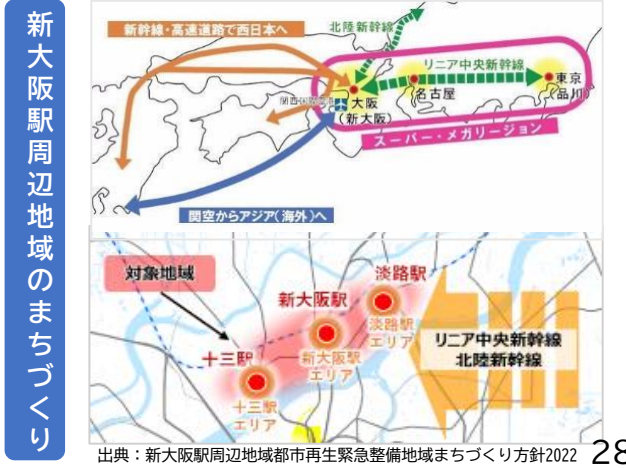 新大阪駅周辺地域のまちづくり
新幹線・高速道路で西日本へ
北陸新幹線
リニア中央新幹線
関西国際空港
大阪
(新大阪)
名古屋
東京
(品川)
スーパー・メガリージョン
関空からアジア(海外)へ
対象地域
淡路駅
新大阪駅
淡路駅
エリア
十三駅
新大阪駅
エリア
リニア中央新幹線
北陸新幹線
十三駅
エリア
出典：新大阪駅周辺地域都市再生緊急整備地域まちづくり方針2022
28